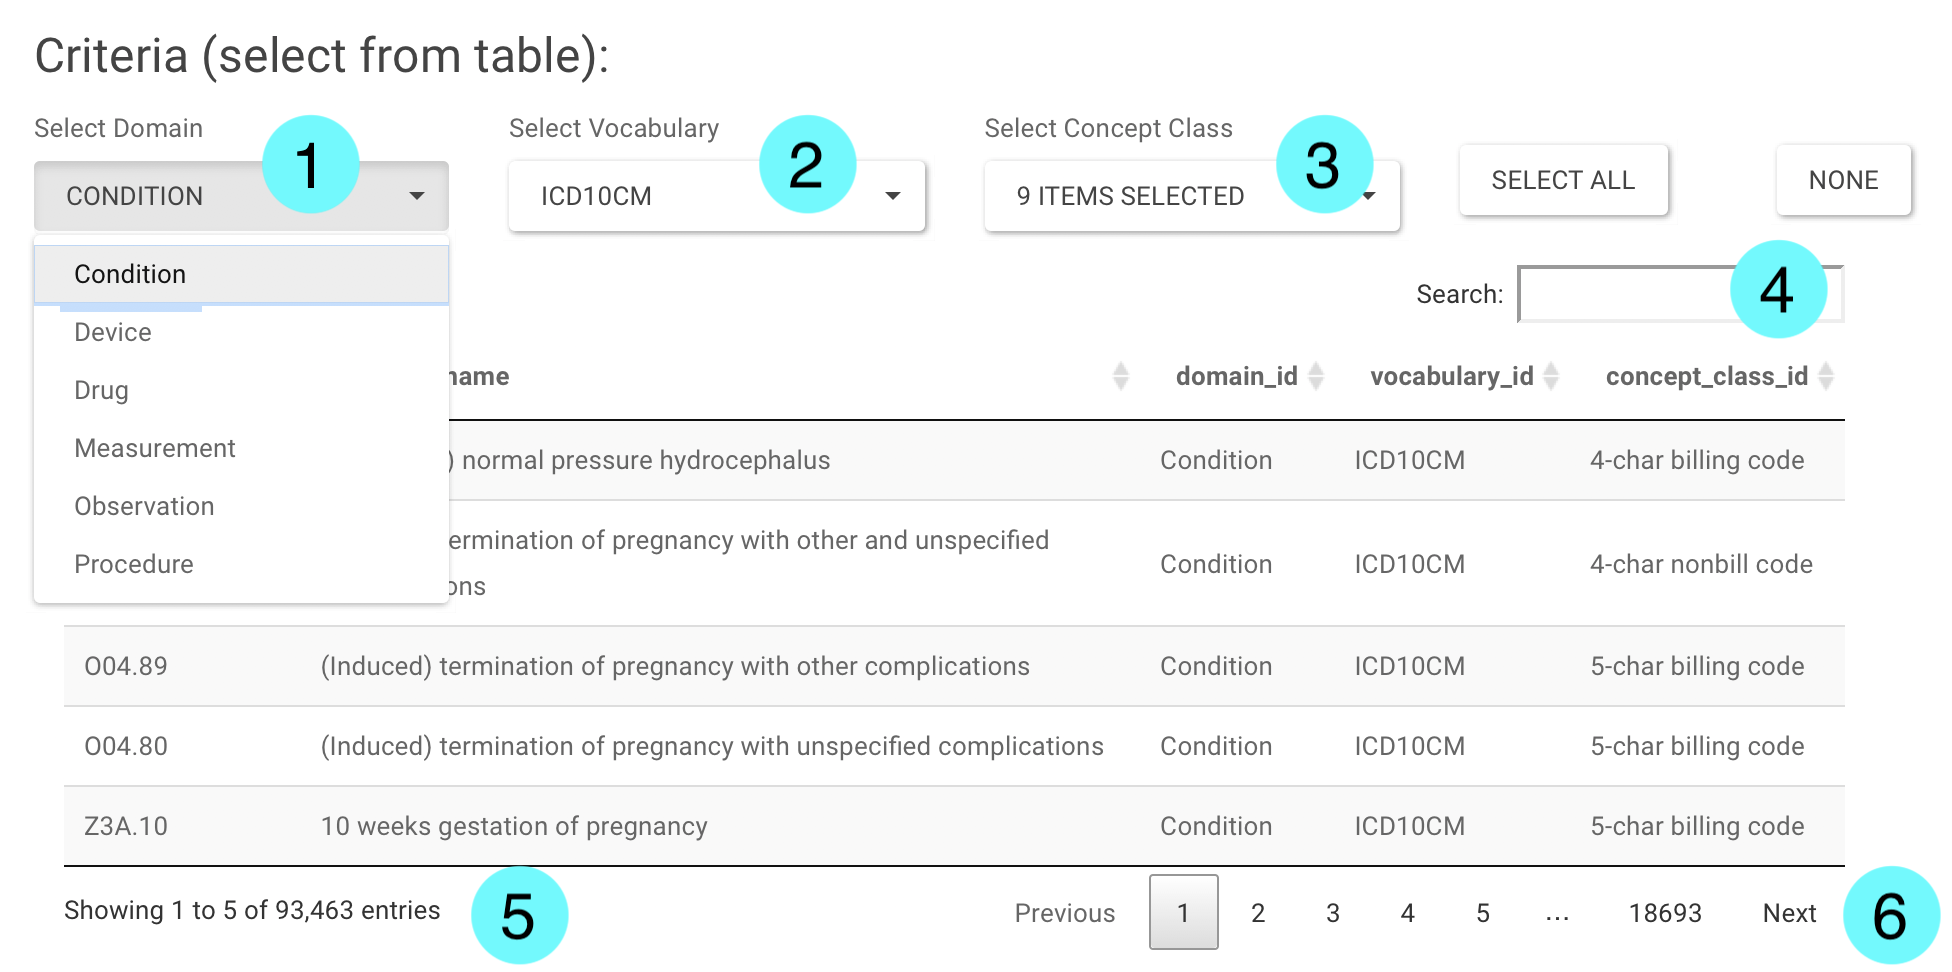 Criteria (select from table):
Select Domain
1
Select Vocabulary
2
Select Concept Class
3
CONDITION
ICD10CM
9 ITEMS SELECTED
SELECT ALL
NONE
Condition
Device
Drug
Measurement
Observation
Procedure
Search:
4
name domain_id vocabulary_id concept_class_id
) normal pressure hydrocephalus Condition ICD10CM 4-char billing code
ermination of pregnancy with other and unspecified
ons
Condition ICD10CM 4-char nonbill code
O04.89 (Induced) termination of pregnancy with other complications Condition ICD10CM 5-char billing code
O04.80 (Induced) termination of pregnancy with unspecified complications Condition ICD10CM 5-char billing code
Z3A.10 10 weeks gestation of pregnancy Condition ICD10CM 5-char billing code
Showing 1 to 5 of 93,463 entries
5
Previous 1 2 3 4 5 ... 18693 Next
6